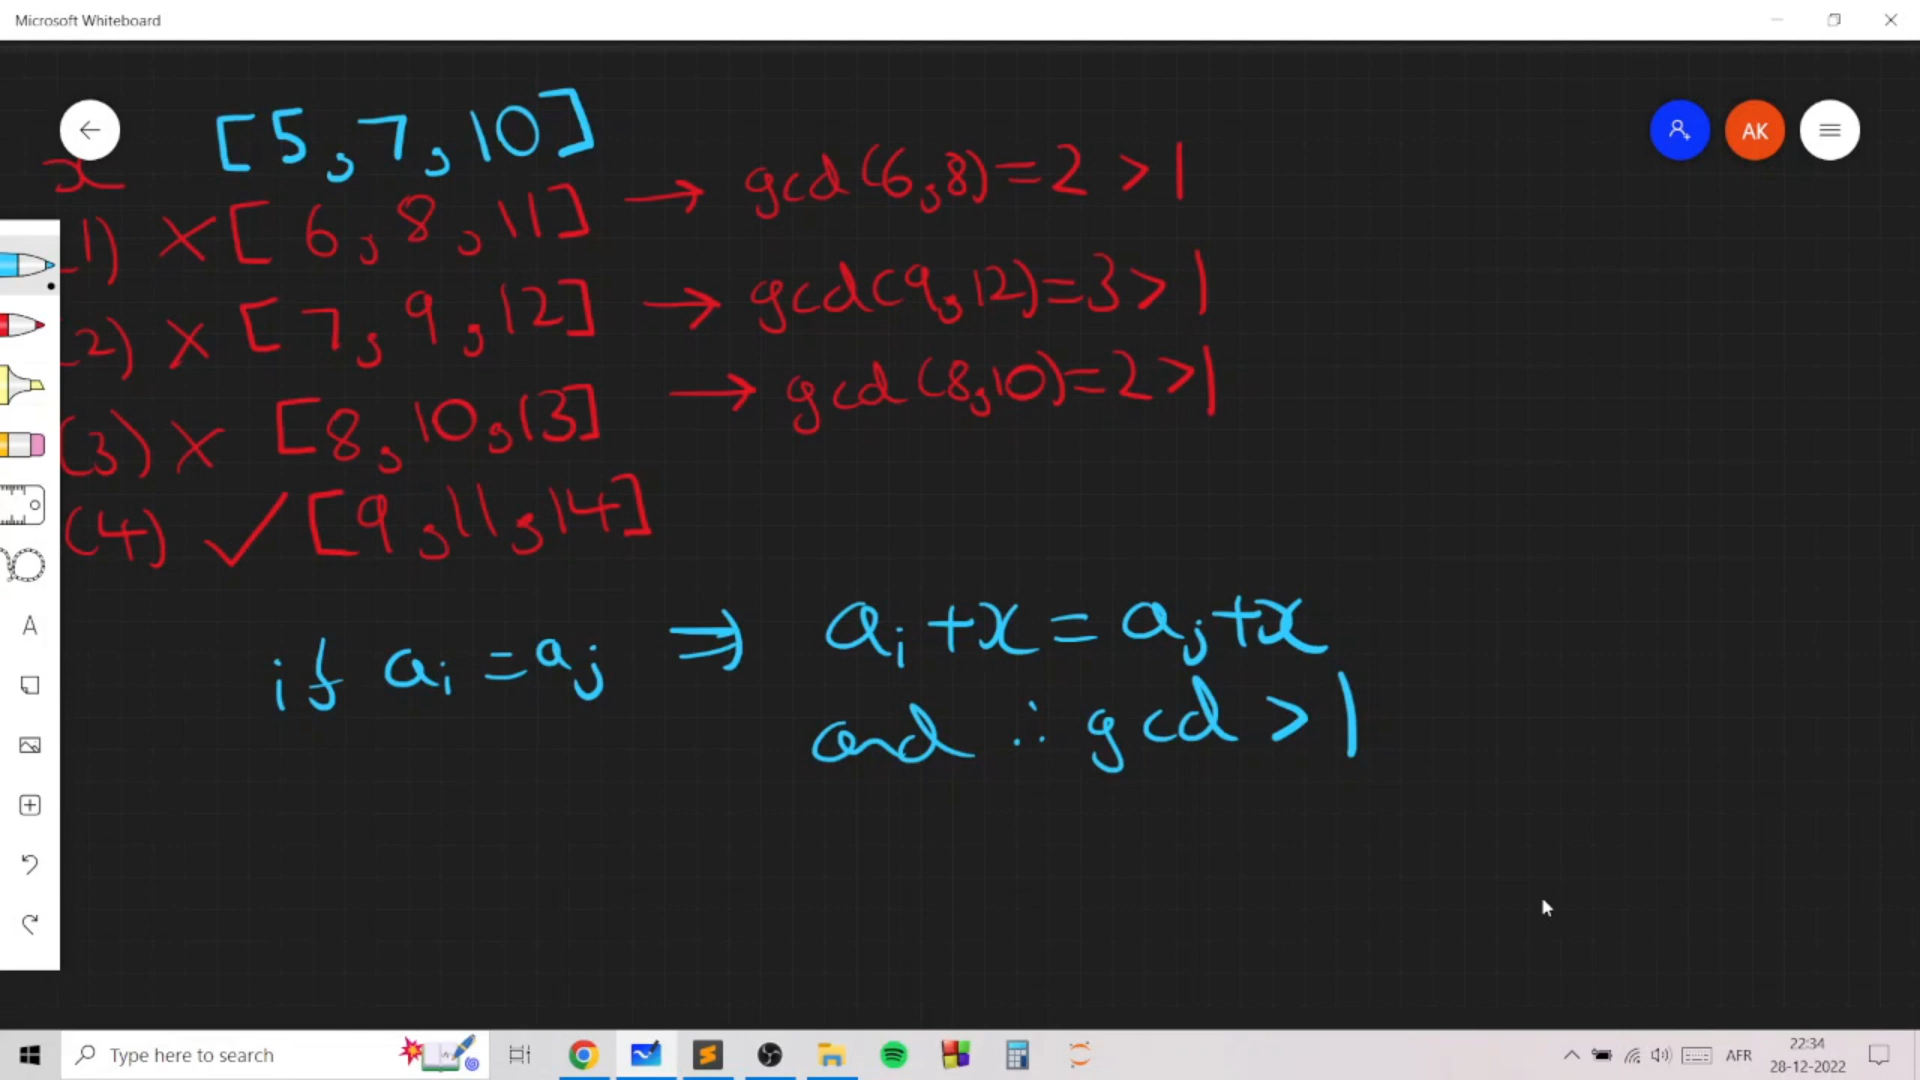 Microsoft Whiteboard
[5,7,10]
x
(1) × [6,8,11] → gcd(6,8)=2 > 1
(2) × [7,9,12] → gcd(9,12)=3 > 1
(3) × [8,10,13] → gcd(8,10)=2 > 1
(4) ✓ [9,11,14]
if aᵢ = aⱼ ⇒ aᵢ + x = aⱼ + x
and ∴ gcd > 1
AK
A
Type here to search
AFR
22:34
28-12-2022